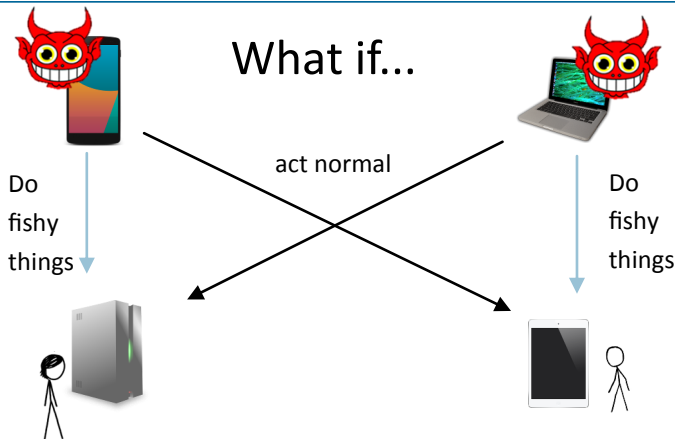 What if...
act normal
Do
fishy
things
Do
fishy
things